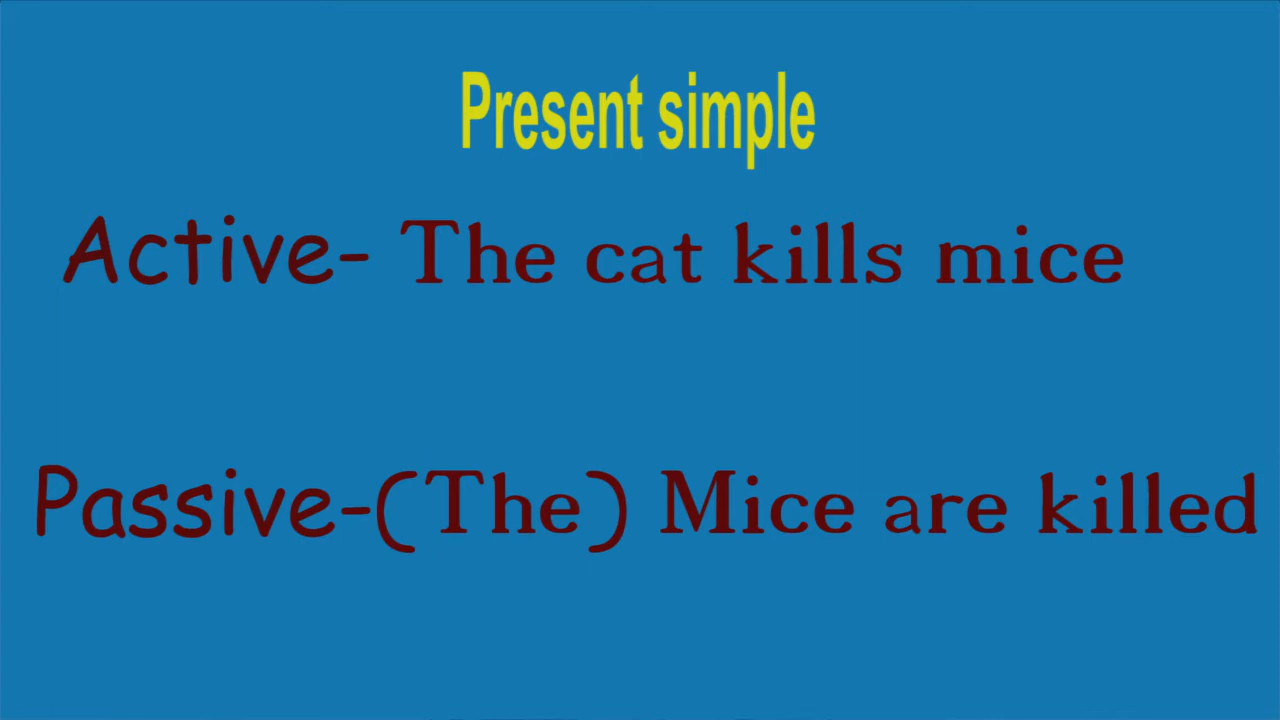 Present simple
Active- The cat kills mice
Passive-(The) Mice are killed